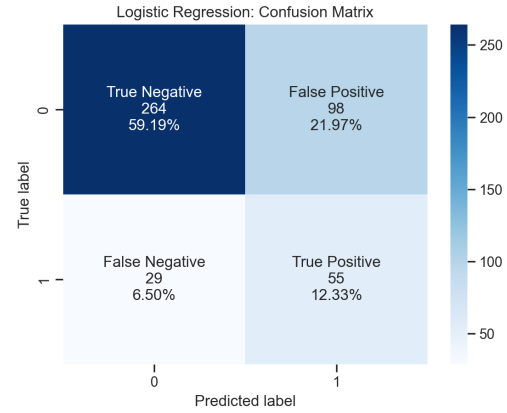 Logistic Regression: Confusion Matrix
True label
0
True Negative
264
59.19%
False Positive
98
21.97%
1
False Negative
29
6.50%
True Positive
55
12.33%
0
1
Predicted label
250
200
150
100
50